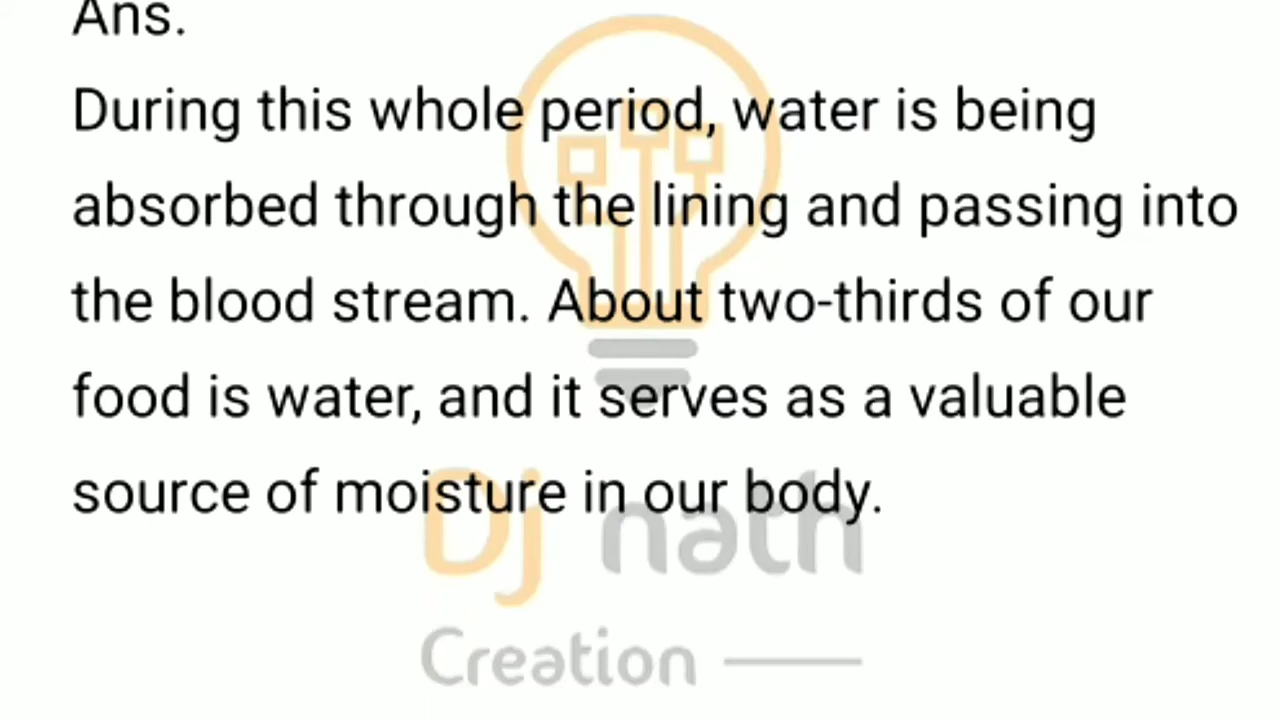 Ans.
During this whole period, water is being
absorbed through the lining and passing into
the blood stream. About two-thirds of our
food is water, and it serves as a valuable
source of moisture in our body.
Dj nath
Creation